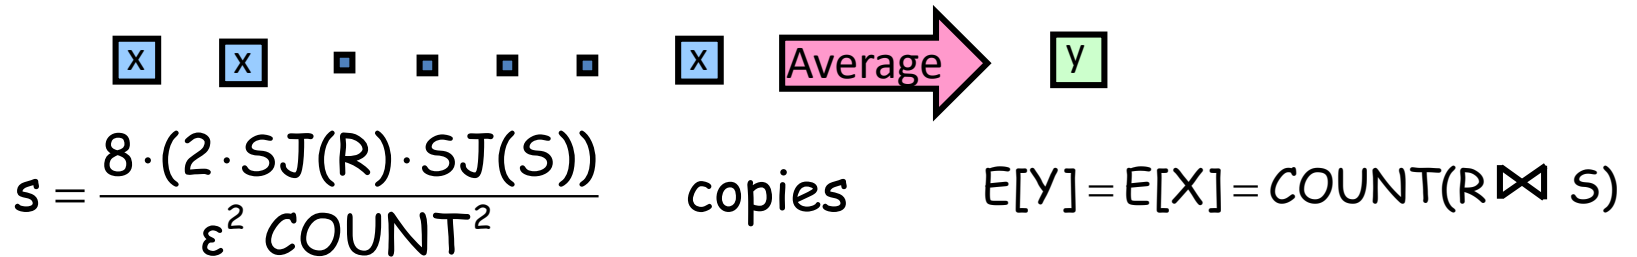 x x x Average y
s = 8·(2·SJ(R)·SJ(S)) / ε² COUNT² copies E[Y] = E[X] = COUNT(R ⋈ S)